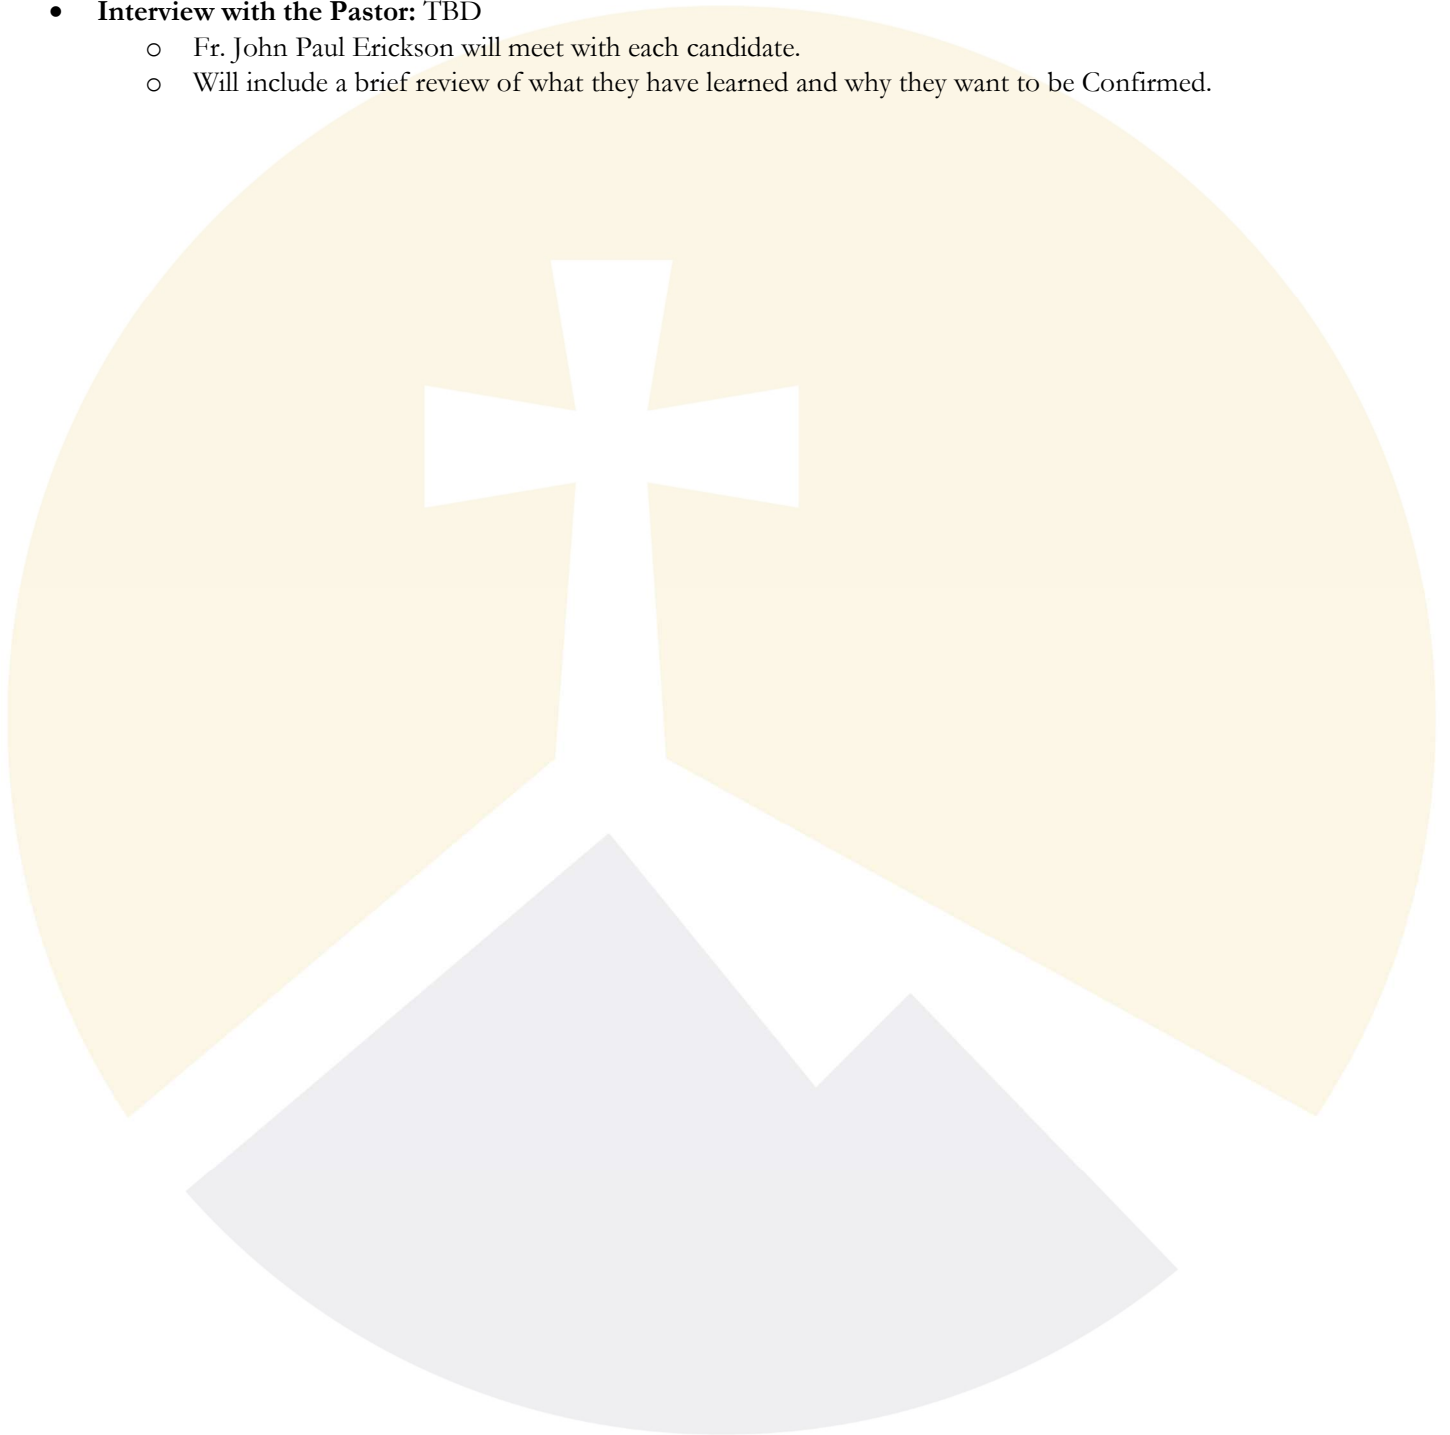 • Interview with the Pastor: TBD
o Fr. John Paul Erickson will meet with each candidate.
o Will include a brief review of what they have learned and why they want to be Confirmed.